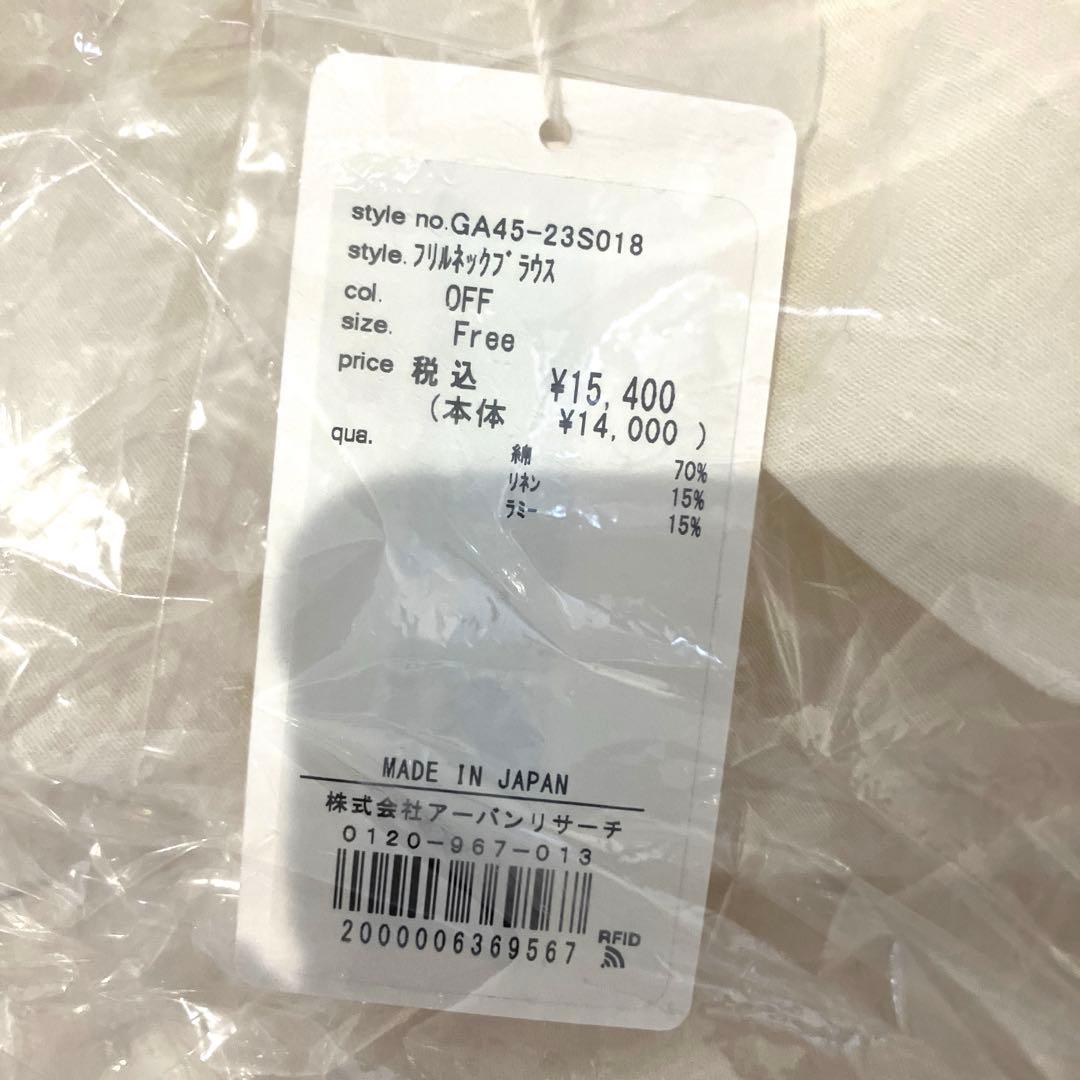 style no.GA45-23S018
style.フリルネックブラウス
col. OFF
size. Free
price 税込 ¥15,400
(本体 ¥14,000 )
qua.
綿 70%
リネン 15%
ラミー 15%
MADE IN JAPAN
株式会社アーバンリサーチ
0120-967-013
2000006369567
RFID